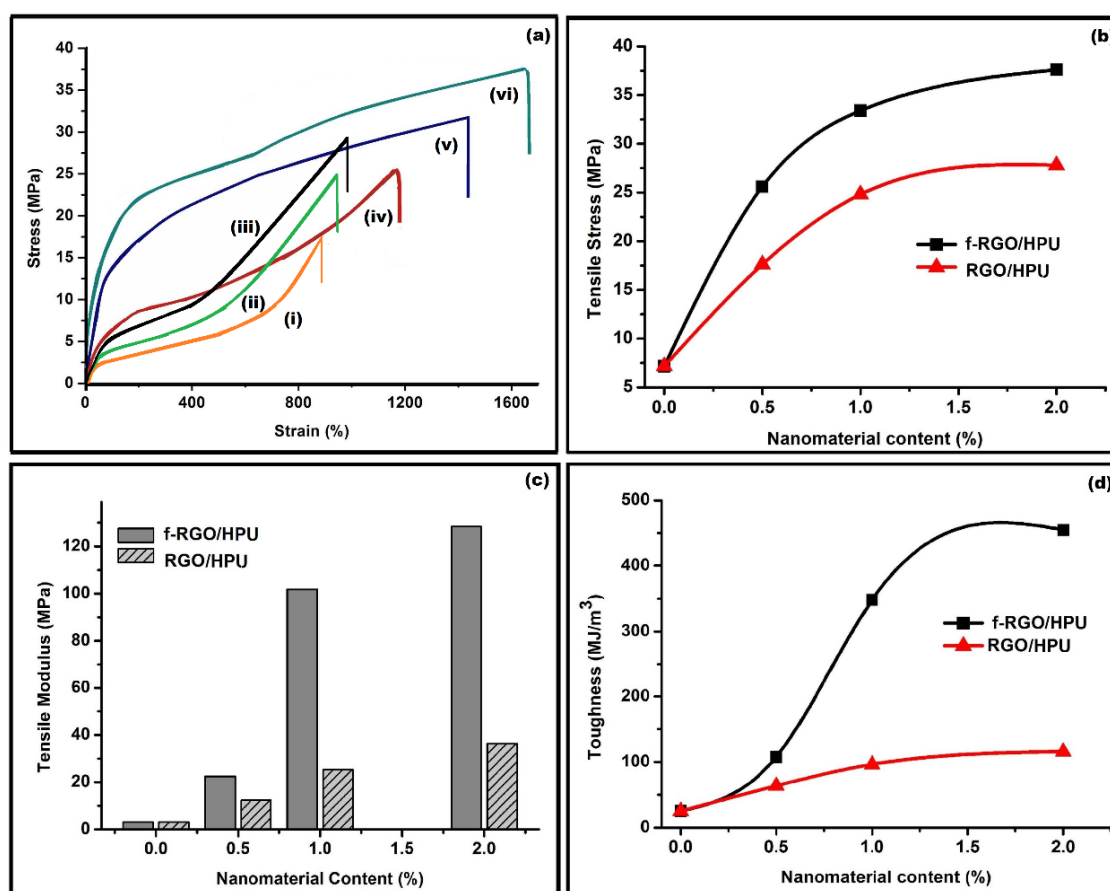 (a)
40
35
30
25
20
15
10
5
0
Stress (MPa)
(vi)
(v)
(iii)
(iv)
(ii)
(i)
0
400
800
1200
1600
Strain (%)
(b)
40
35
30
25
20
15
10
5
Tensile Stress (MPa)
f-RGO/HPU
RGO/HPU
0.0
0.5
1.0
1.5
2.0
Nanomaterial content (%)
(c)
120
100
80
60
40
20
0
Tensile Modulus (MPa)
f-RGO/HPU
RGO/HPU
0.0
0.5
1.0
2.0
Nanomaterial Content (%)
(d)
500
400
300
200
100
0
Toughness (MJ/m³)
f-RGO/HPU
RGO/HPU
0.0
0.5
1.0
1.5
2.0
Nanomaterial content (%)